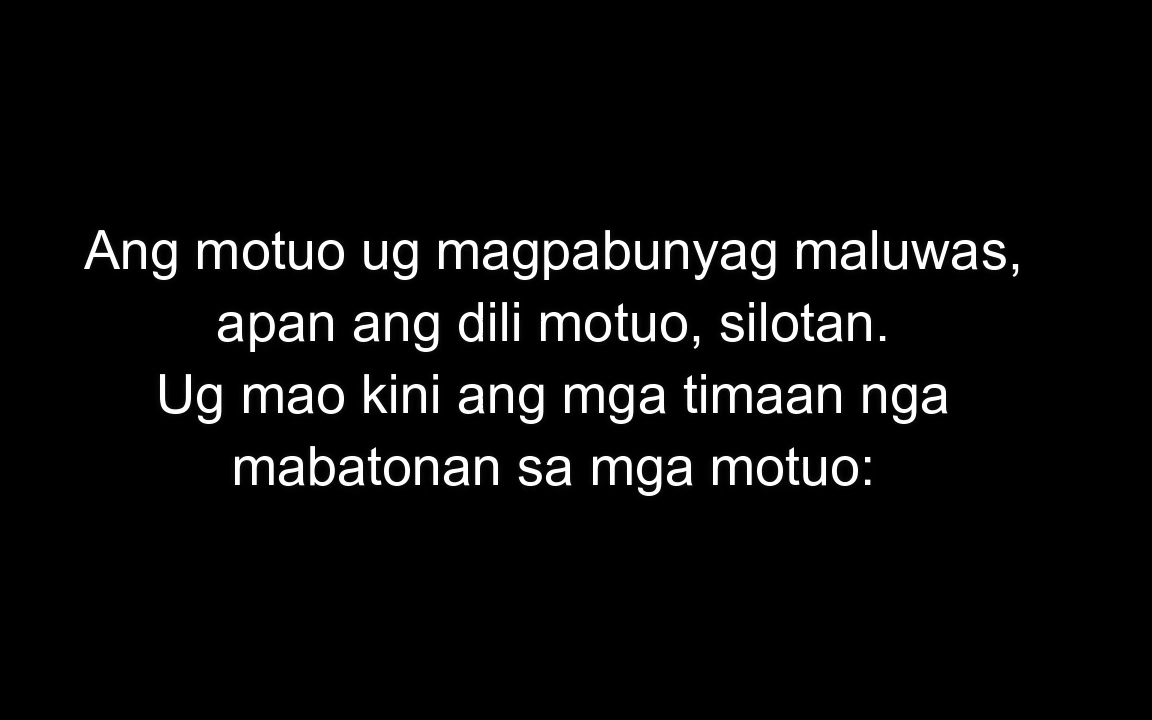 Ang motuo ug magpabunyag maluwas,
apan ang dili motuo, silotan.
Ug mao kini ang mga timaan nga
mabatonan sa mga motuo: